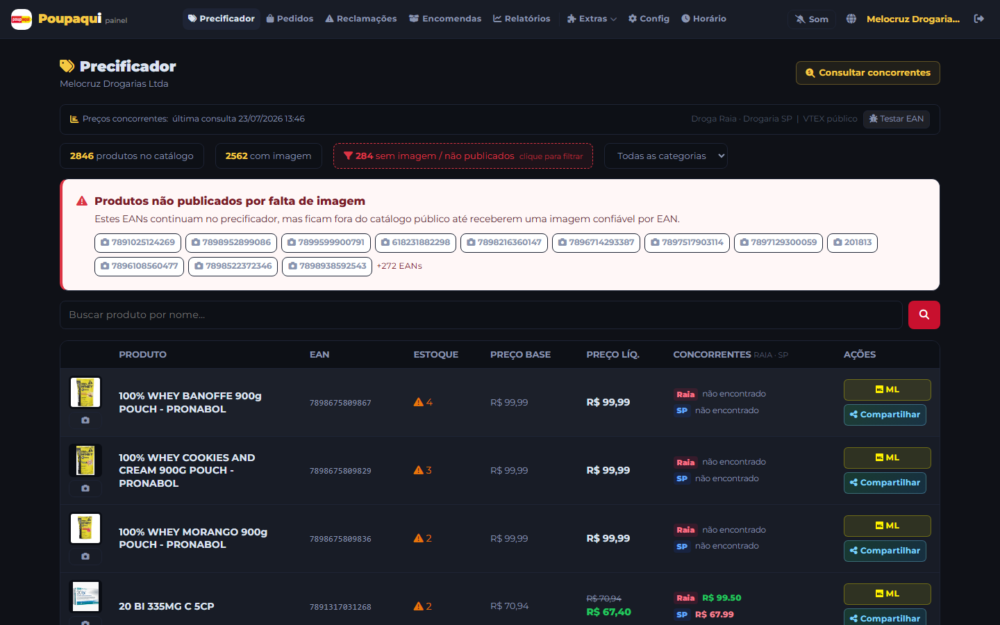 Poupaqui painel
Precificador
Pedidos
Reclamações
Encomendas
Relatórios
Extras
Config
Horário
Som
Melocruz Drogaria...
Precificador
Melocruz Drogarias Ltda
Consultar concorrentes
Preços concorrentes: última consulta 23/07/2026 13:46
Droga Raia · Drogaria SP | VTEX público
Testar EAN
2846 produtos no catálogo
2562 com imagem
284 sem imagem / não publicados clique para filtrar
Todas as categorias
Produtos não publicados por falta de imagem
Estes EANs continuam no precificador, mas ficam fora do catálogo público até receberem uma imagem confiável por EAN.
7891025124269
7898952899086
7899599900791
618231882298
7898216360147
7896714293387
7897517903114
7897129300059
201813
7896108560477
7898522372346
7898938592543
+272 EANs
Buscar produto por nome...
PRODUTO
EAN
ESTOQUE
PREÇO BASE
PREÇO LÍQ.
CONCORRENTES RAIA · SP
AÇÕES
100% WHEY BANOFFE 900g
POUCH - PRONABOL
7898675809867
4
R$ 99,99
R$ 99,99
Raia não encontrado
SP não encontrado
ML
Compartilhar
100% WHEY COOKIES AND
CREAM 900G POUCH -
PRONABOL
7898675809829
3
R$ 99,99
R$ 99,99
Raia não encontrado
SP não encontrado
ML
Compartilhar
100% WHEY MORANGO 900g
POUCH - PRONABOL
7898675809836
2
R$ 99,99
R$ 99,99
Raia não encontrado
SP não encontrado
ML
Compartilhar
20 BI 335MG C 5CP
7891317031268
2
R$ 70,94
R$ 70,94
R$ 67,40
Raia R$ 99.50
SP R$ 67.99
ML
Compartilhar